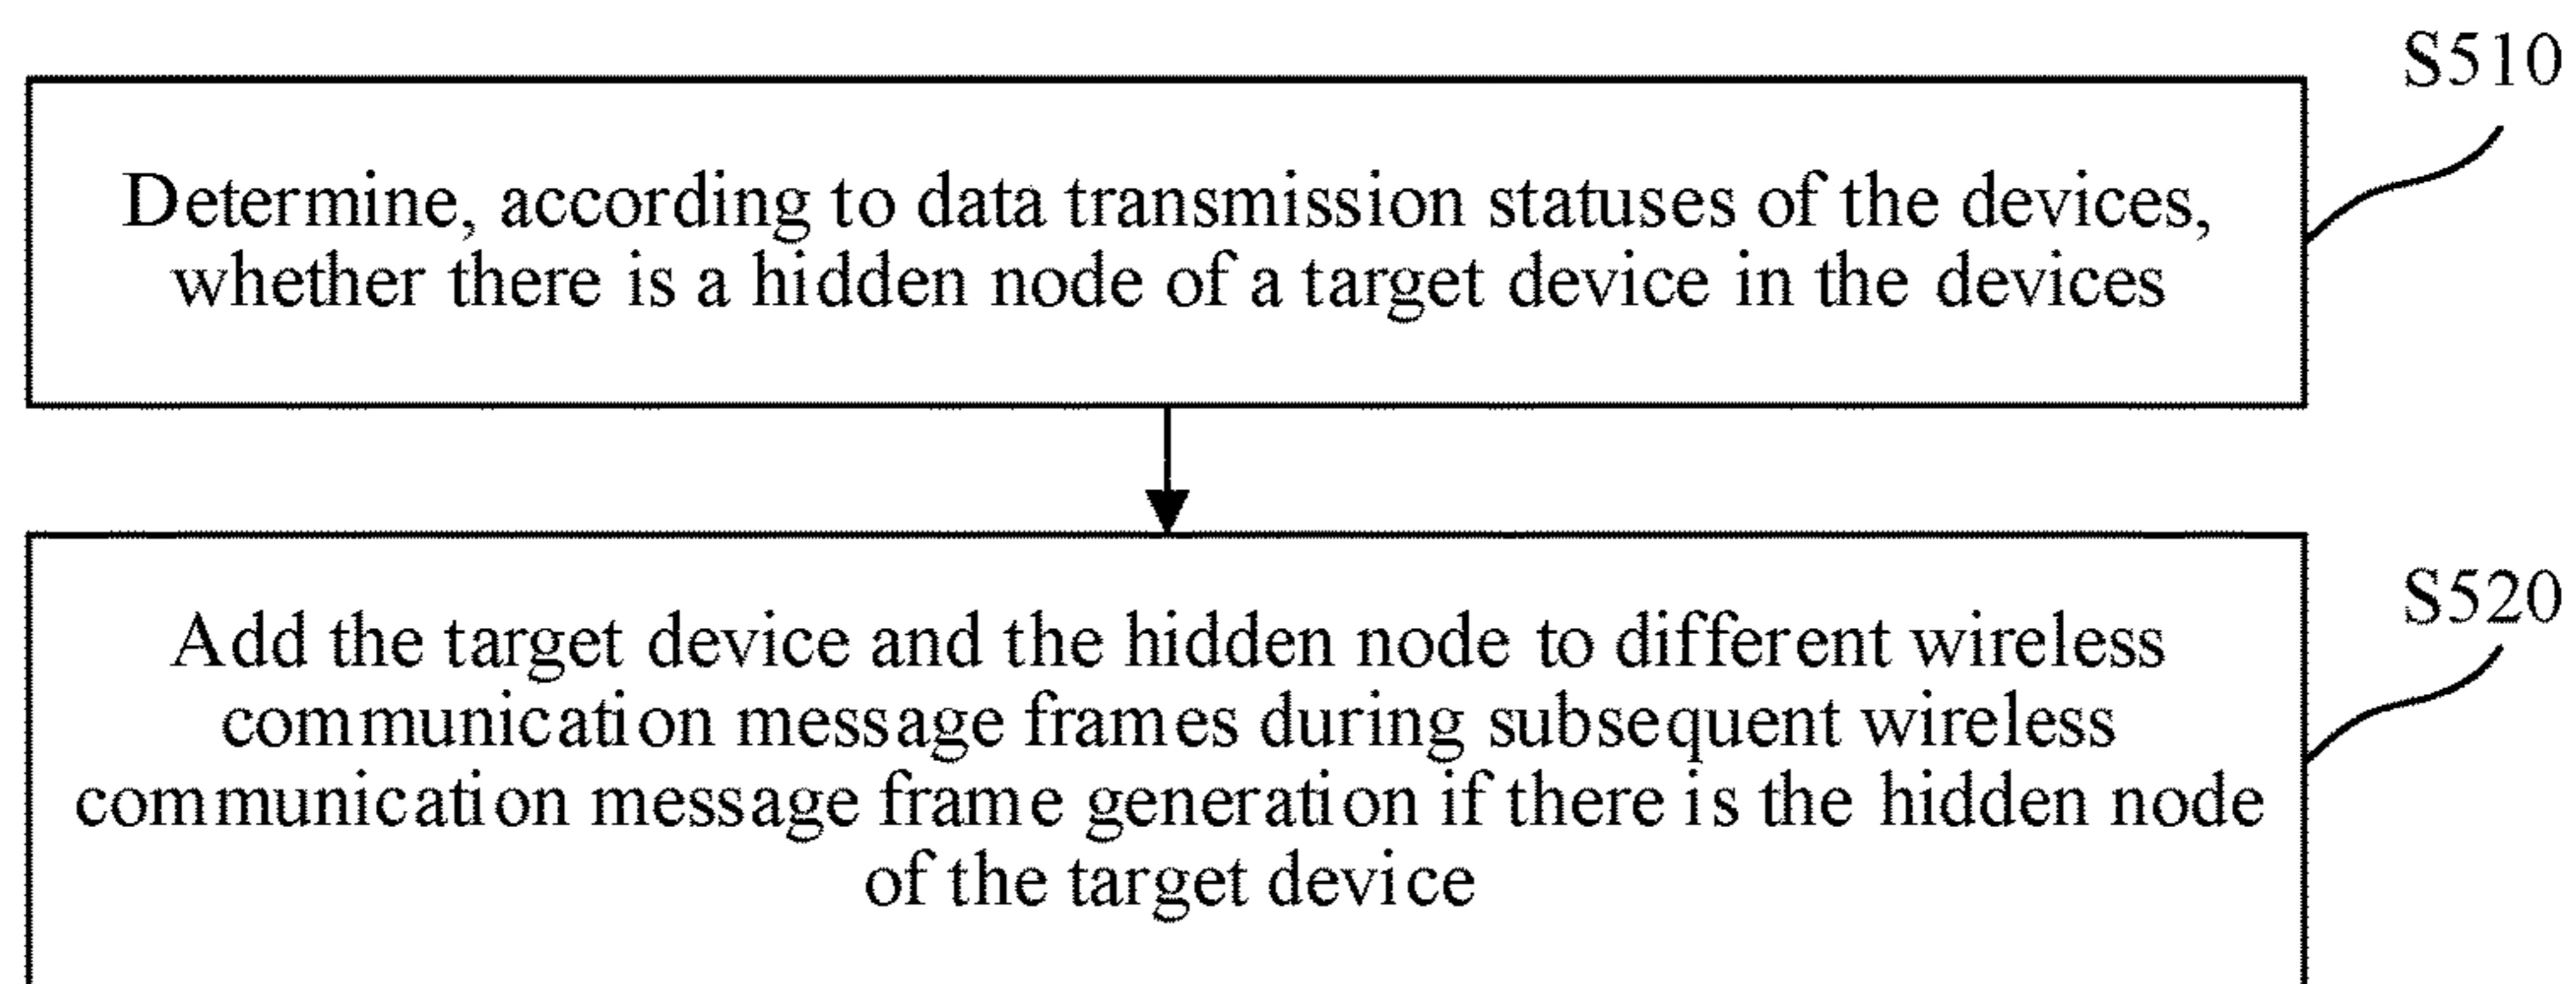 S510
Determine, according to data transmission statuses of the devices,
whether there is a hidden node of a target device in the devices
S520
Add the target device and the hidden node to different wireless
communication message frames during subsequent wireless
communication message frame generation if there is the hidden node
of the target device